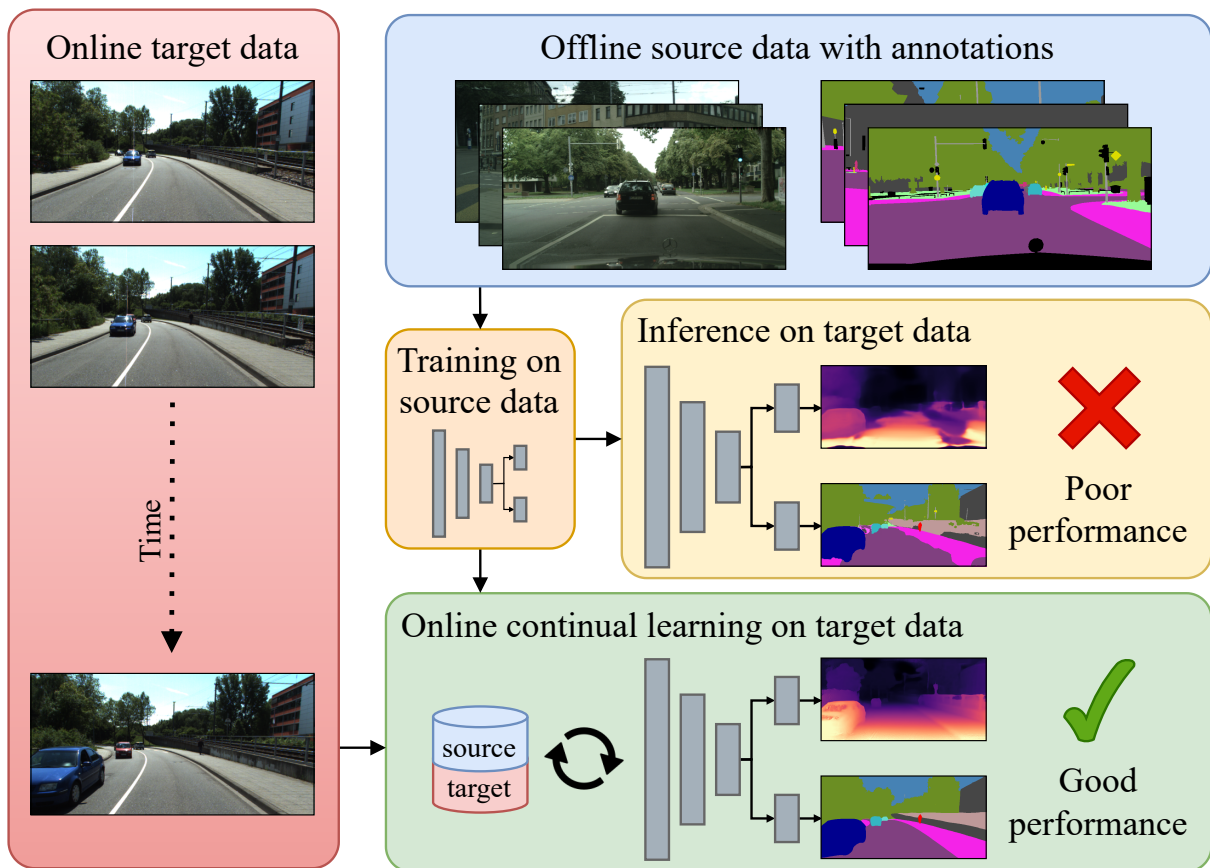 Online target data
Time
Offline source data with annotations
Training on
source data
Inference on target data
Poor
performance
Online continual learning on target data
source
target
Good
performance